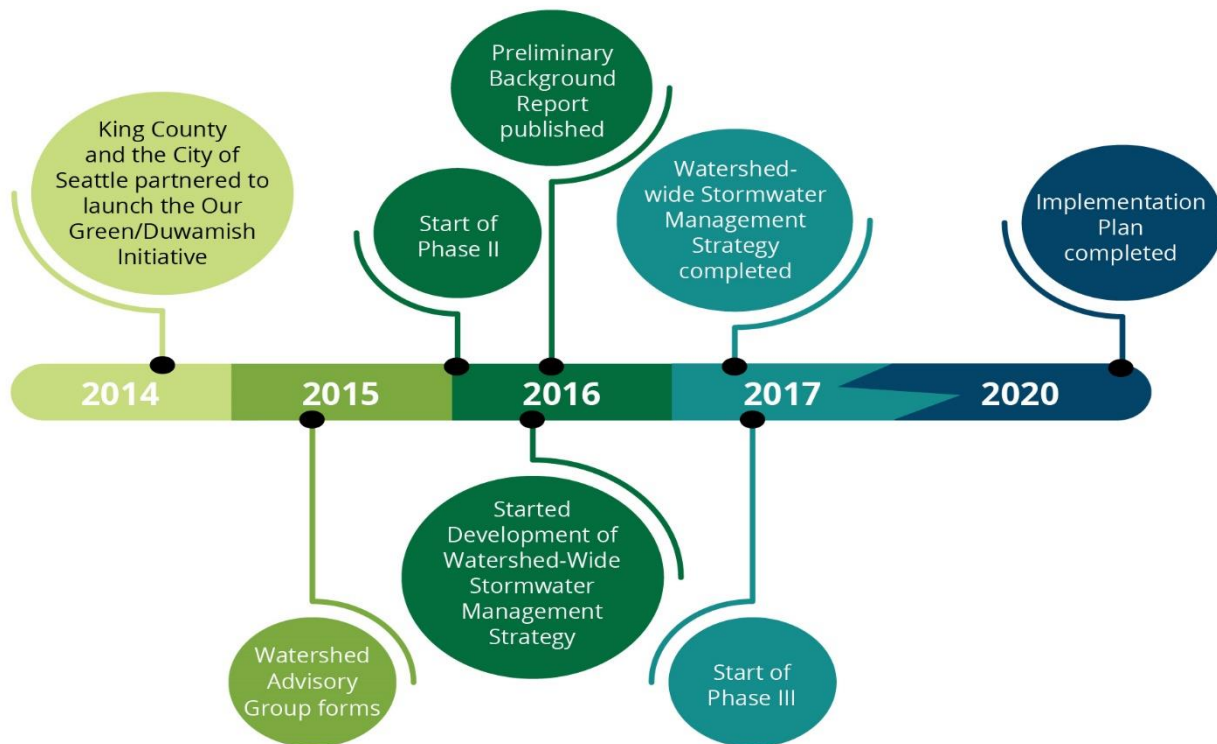 Preliminary
Background
Report
published
King County
and the City of
Seattle partnered to
launch the Our
Green/Duwamish
Initiative
Start of
Phase II
Watershed-
wide Stormwater
Management
Strategy
completed
Implementation
Plan
completed
2014
2015
2016
2017
2020
Watershed
Advisory
Group forms
Started
Development of
Watershed-Wide
Stormwater
Management
Strategy
Start of
Phase III